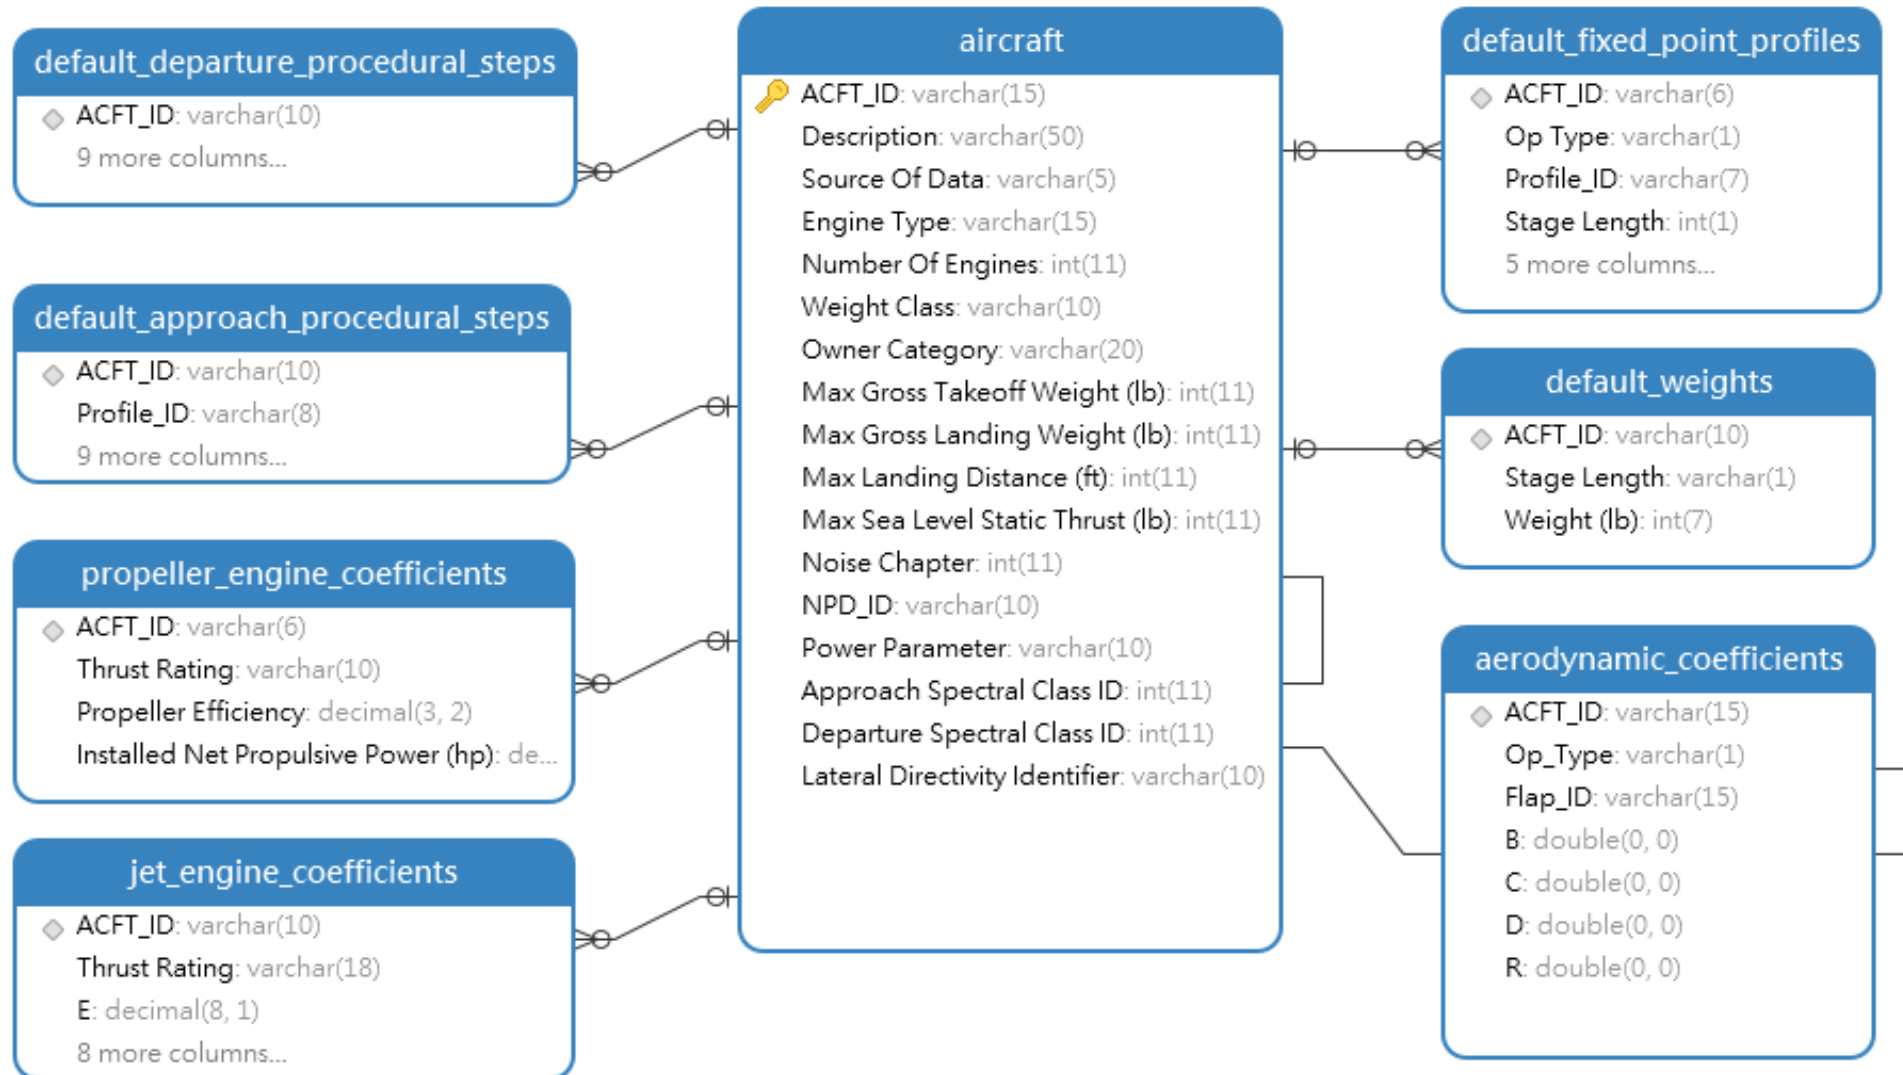 default_departure_procedural_steps
ACFT_ID: varchar(10)
9 more columns...
default_approach_procedural_steps
ACFT_ID: varchar(10)
Profile_ID: varchar(8)
9 more columns...
propeller_engine_coefficients
ACFT_ID: varchar(6)
Thrust Rating: varchar(10)
Propeller Efficiency: decimal(3, 2)
Installed Net Propulsive Power (hp): de...
jet_engine_coefficients
ACFT_ID: varchar(10)
Thrust Rating: varchar(18)
E: decimal(8, 1)
8 more columns...
aircraft
ACFT_ID: varchar(15)
Description: varchar(50)
Source Of Data: varchar(5)
Engine Type: varchar(15)
Number Of Engines: int(11)
Weight Class: varchar(10)
Owner Category: varchar(20)
Max Gross Takeoff Weight (lb): int(11)
Max Gross Landing Weight (lb): int(11)
Max Landing Distance (ft): int(11)
Max Sea Level Static Thrust (lb): int(11)
Noise Chapter: int(11)
NPD_ID: varchar(10)
Power Parameter: varchar(10)
Approach Spectral Class ID: int(11)
Departure Spectral Class ID: int(11)
Lateral Directivity Identifier: varchar(10)
default_fixed_point_profiles
ACFT_ID: varchar(6)
Op Type: varchar(1)
Profile_ID: varchar(7)
Stage Length: int(1)
5 more columns...
default_weights
ACFT_ID: varchar(10)
Stage Length: varchar(1)
Weight (lb): int(7)
aerodynamic_coefficients
ACFT_ID: varchar(15)
Op_Type: varchar(1)
Flap_ID: varchar(15)
B: double(0, 0)
C: double(0, 0)
D: double(0, 0)
R: double(0, 0)